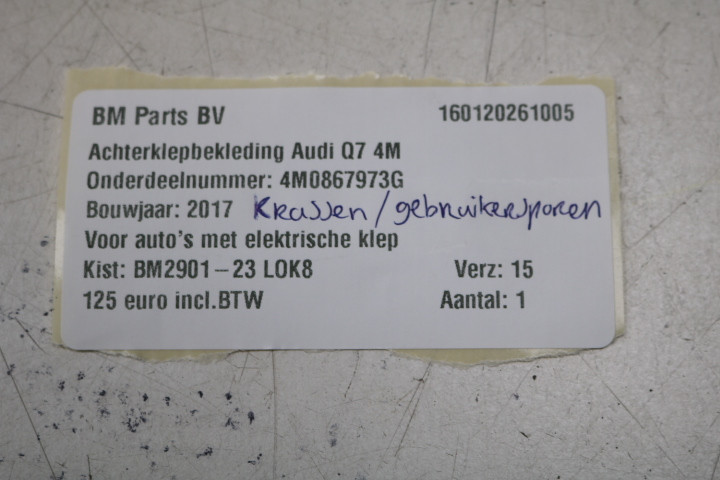 BM Parts BV 160120261005
Achterklepbekleding Audi Q7 4M
Onderdeelnummer: 4M0867973G
Bouwjaar: 2017 Krassen/gebruikersporen
Voor auto's met elektrische klep
Kist: BM2901-23 LOK8 Verz: 15
125 euro incl.BTW Aantal: 1